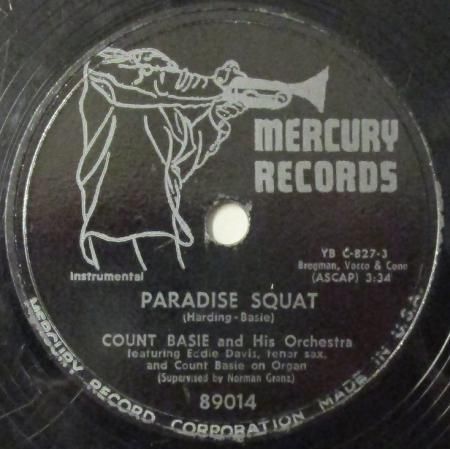 MERCURY
RECORDS
YB C-827-3
Bregman, Vocco & Conn
(ASCAP) 3:34
Instrumental
PARADISE SQUAT
(Harding-Basie)
COUNT BASIE and His Orchestra
featuring Eddie Davis, tenor sax,
and Count Basie on Organ
(Supervised by Norman Granz)
89014
MERCURY RECORD CORPORATION MADE IN U.S.A.